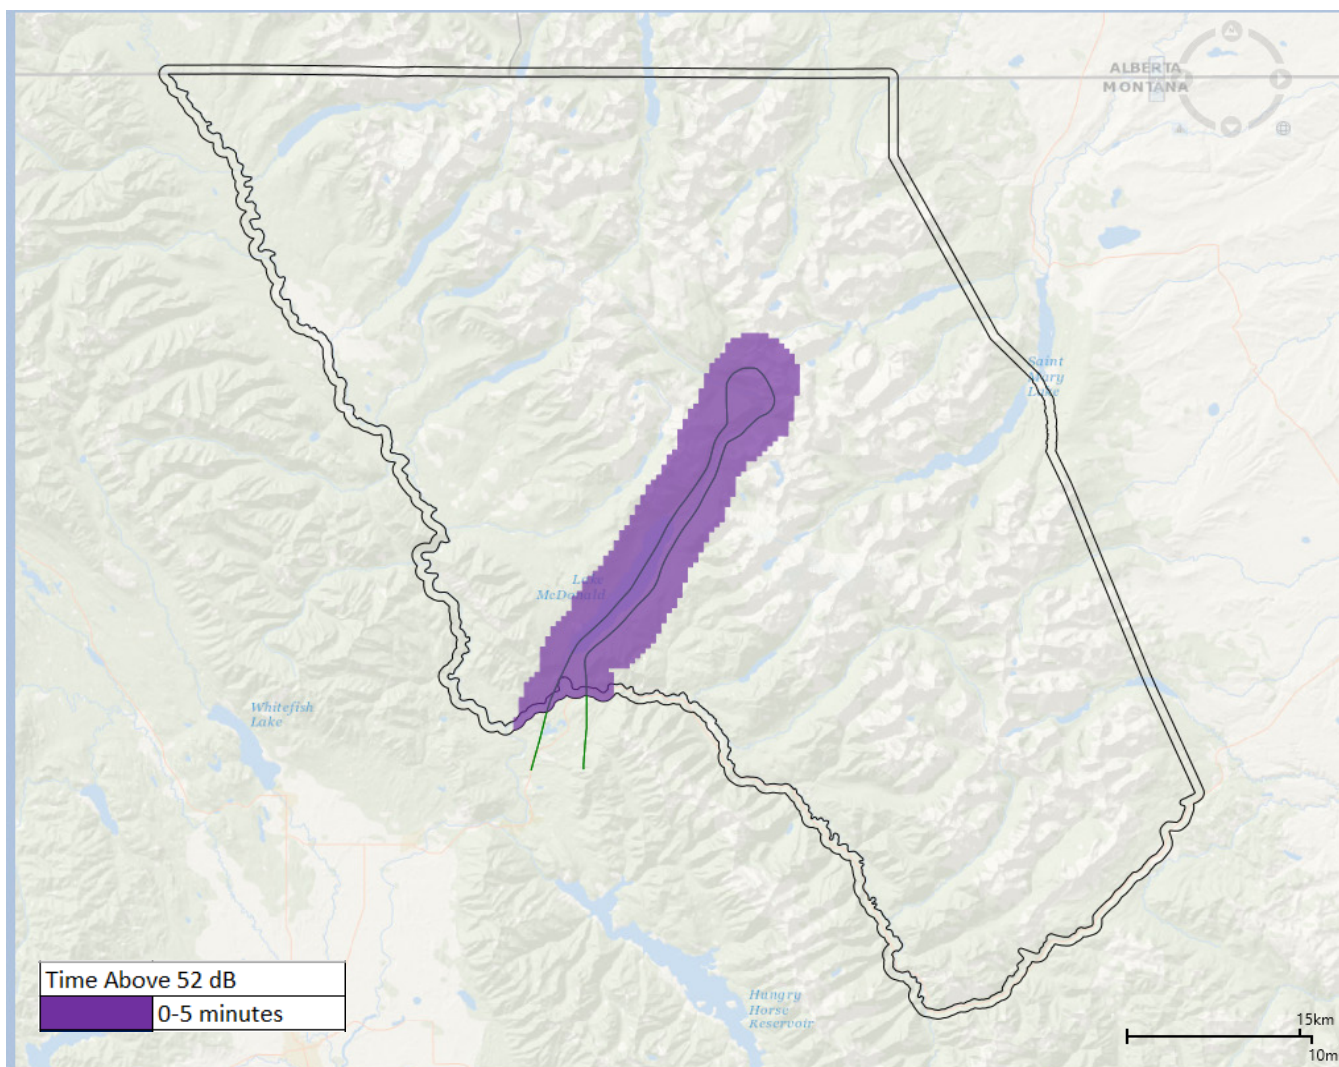 ALBERTA
MONTANA
Saint
Mary
Lake
Lake
McDonald
Whitefish
Lake
Hungry
Horse
Reservoir
Time Above 52 dB
0-5 minutes
15km
10m